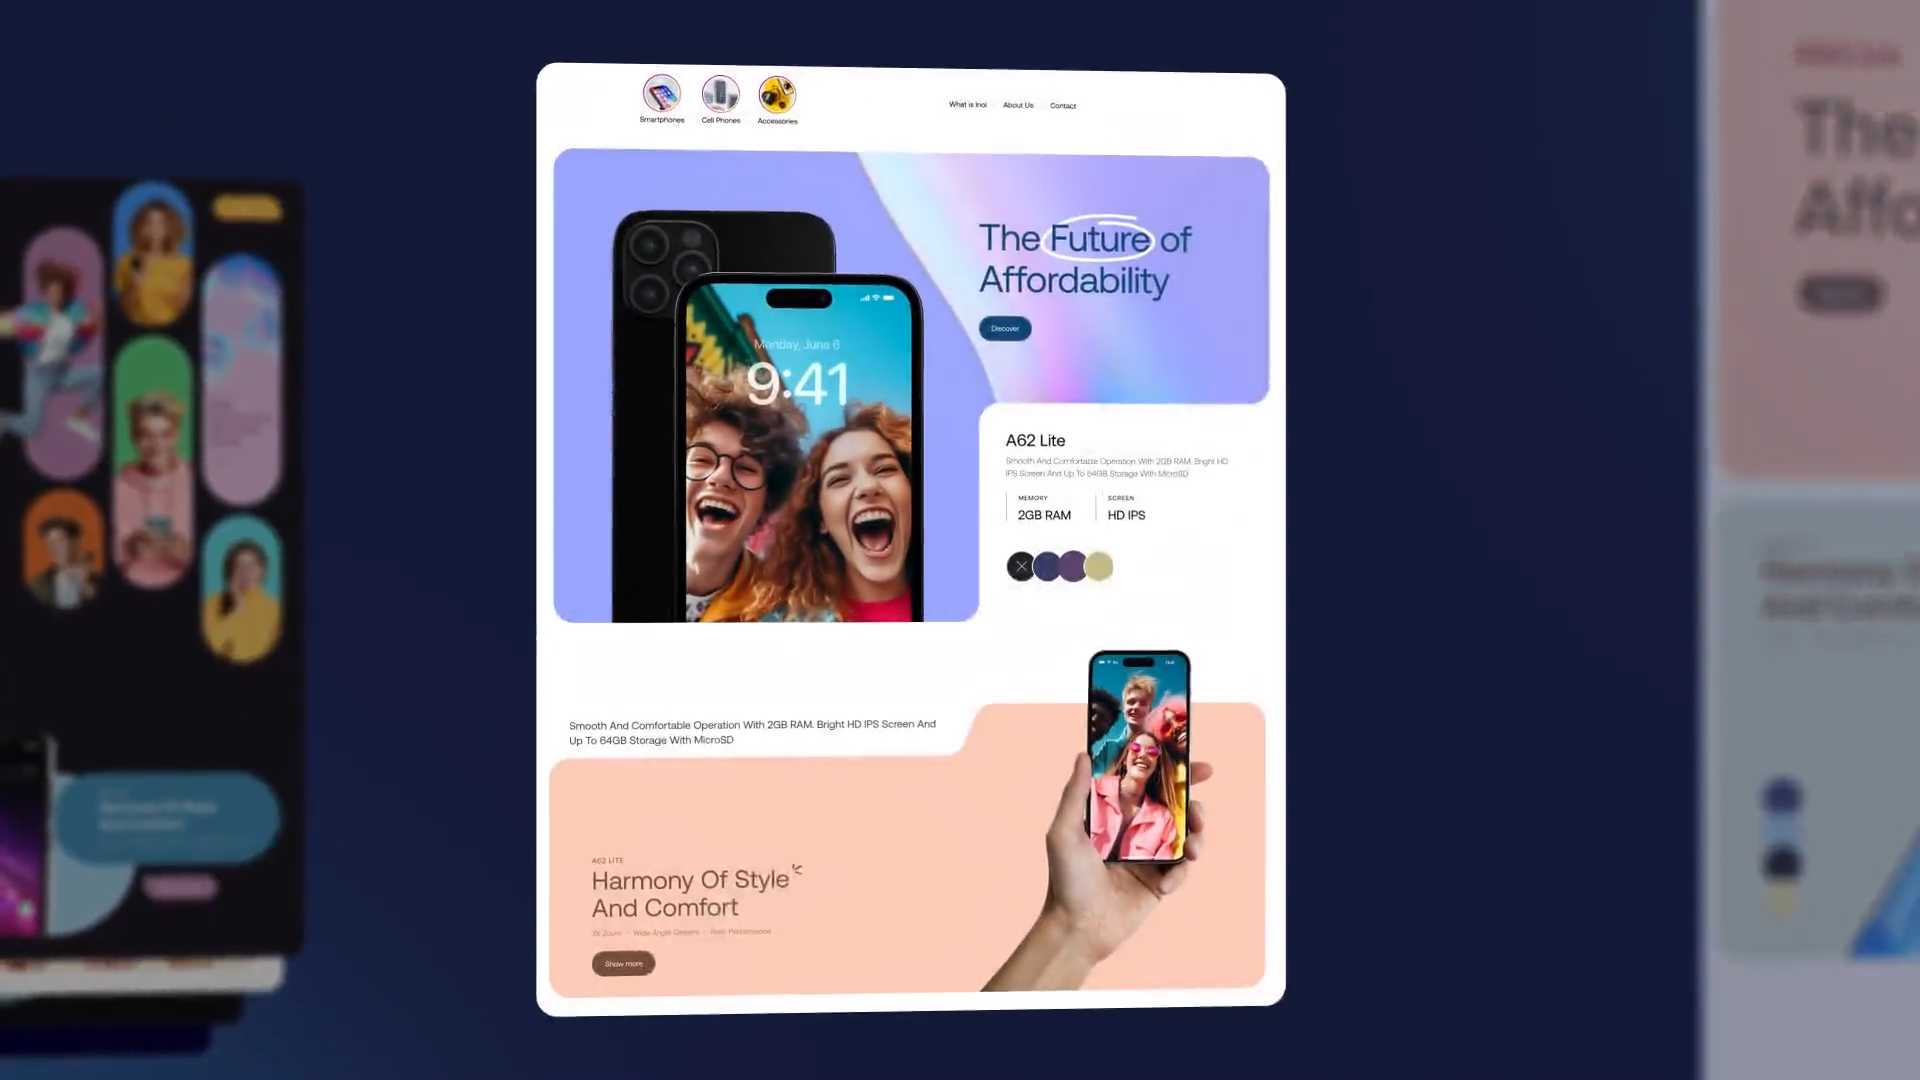 Smartphones
Cell Phones
Accessories
What is Inoi
About Us
Contact
The Future of
Affordability
Discover
Monday, June 6
9:41
A62 Lite
Smooth And Comfortable Operation With 2GB RAM. Bright HD
IPS Screen And Up To 64GB Storage With MicroSD
MEMORY
2GB RAM
SCREEN
HD IPS
Smooth And Comfortable Operation With 2GB RAM. Bright HD IPS Screen And
Up To 64GB Storage With MicroSD
A62 LITE
Harmony Of Style
And Comfort
Show more
The
Affo